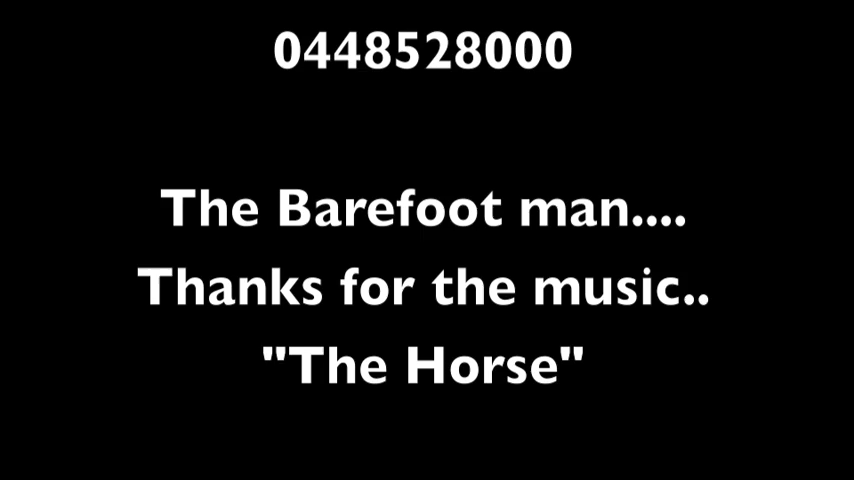 0448528000
The Barefoot man....
Thanks for the music..
"The Horse"